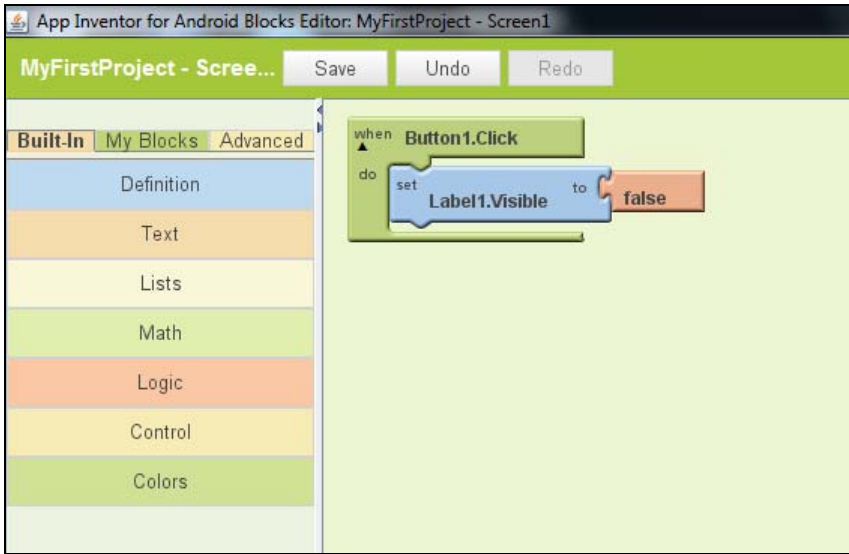 App Inventor for Android Blocks Editor: MyFirstProject - Screen1
MyFirstProject - Scree... Save Undo Redo
Built-In My Blocks Advanced
Definition
Text
Lists
Math
Logic
Control
Colors
when Button1.Click
do set Label1.Visible to false